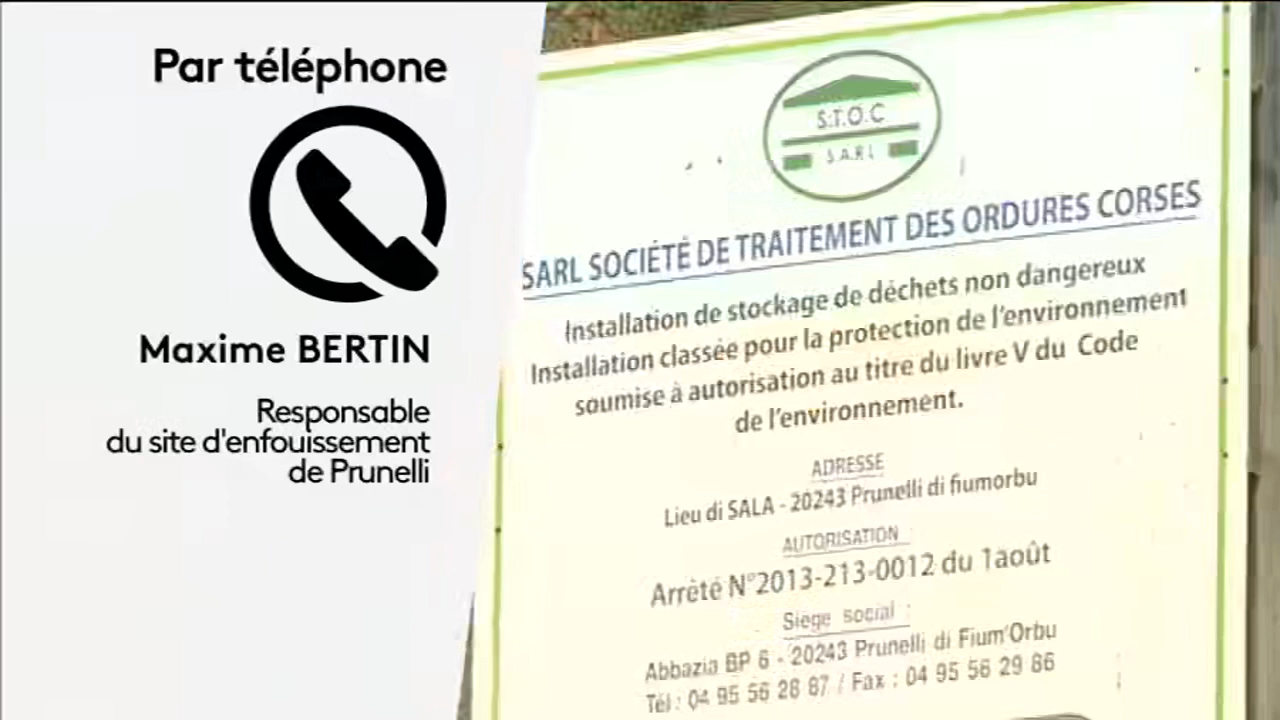 Par téléphone
Maxime BERTIN
Responsable
du site d'enfouissement
de Prunelli
S.T.O.C
S.A.R.L
SARL SOCIÉTÉ DE TRAITEMENT DES ORDURES CORSES
Installation de stockage de déchets non dangereux
Installation classée pour la protection de l'environnement
soumise à autorisation au titre du livre V du Code
de l'environnement.
ADRESSE
Lieu di SALA - 20243 Prunelli di fiumorbu
AUTORISATION :
Arrêté N°2013-213-0012 du 1août
Siege social :
Abbazia BP 6 - 20243 Prunelli di Fium'Orbu
Tél : 04 95 56 28 87 / Fax : 04 95 56 29 86